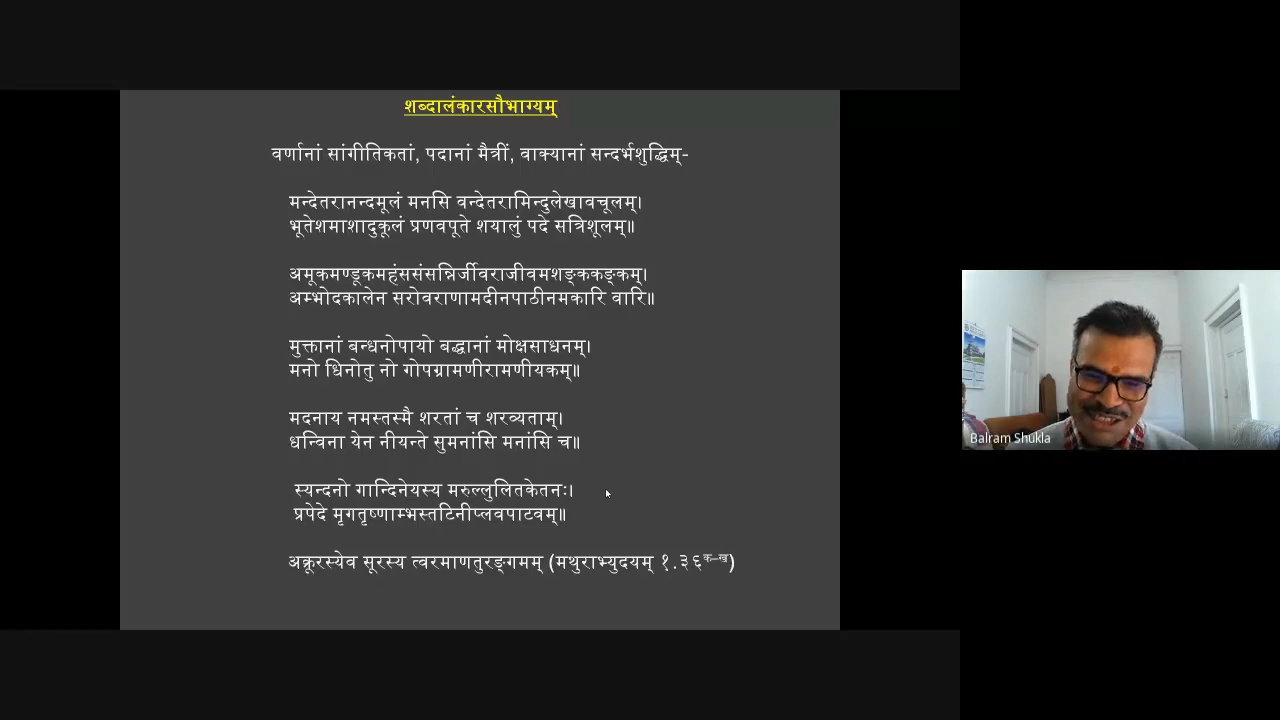 शब्दालंकारसौभाग्यम्
वर्णानां सांगीतिकतां, पदानां मैत्रीं, वाक्यानां सन्दर्भशुद्धिम्-
मन्देतरानन्दमूलं मनसि वन्देतरामिन्दुलेखावचूलम्।
भूतेशमाशादुकूलं प्रणवपूते शयालुं पदे सत्रिशूलम्॥
अमूकमण्डूकमहंससंसन्निर्जीवराजीवमशङ्ककङ्कम्।
अम्भोदकालेन सरोवराणामदीनपाठीनमकारि वारि॥
मुक्तानां बन्धनोपायो बद्धानां मोक्षसाधनम्।
मनो धिनोतु नो गोपग्रामणीरामणीयकम्॥
मदनाय नमस्तस्मै शरतां च शरव्यताम्।
धन्विना येन नीयन्ते सुमनांसि मनांसि च॥
स्यन्दनो गान्दिनेयस्य मरुल्लुलितकेतनः।
प्रपेदे मृगतृष्णाम्भस्तटिनीप्लवपाटवम्॥
अक्रूरस्येव सूरस्य त्वरमाणतुरङ्गमम् (मथुराभ्युदयम् १.३६क-ख)
Balram Shukla